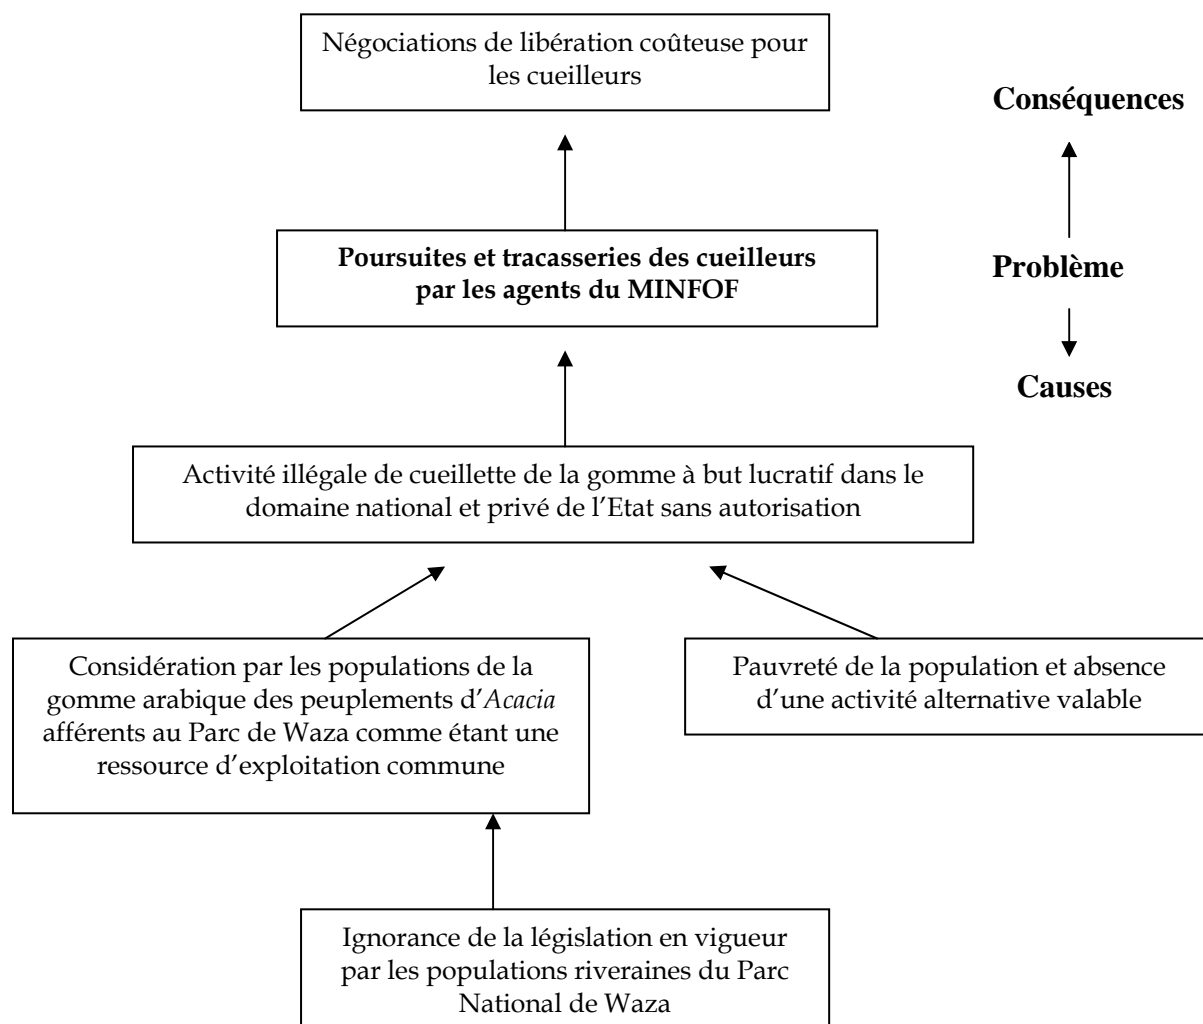 Négociations de libération coûteuse pour
les cueilleurs
Conséquences
Poursuites et tracasseries des cueilleurs
par les agents du MINFOF
Problème
Causes
Activité illégale de cueillette de la gomme à but lucratif dans le
domaine national et privé de l’Etat sans autorisation
Considération par les populations de la
gomme arabique des peuplements d’Acacia
afférents au Parc de Waza comme étant une
ressource d’exploitation commune
Pauvreté de la population et absence
d’une activité alternative valable
Ignorance de la législation en vigueur
par les populations riveraines du Parc
National de Waza